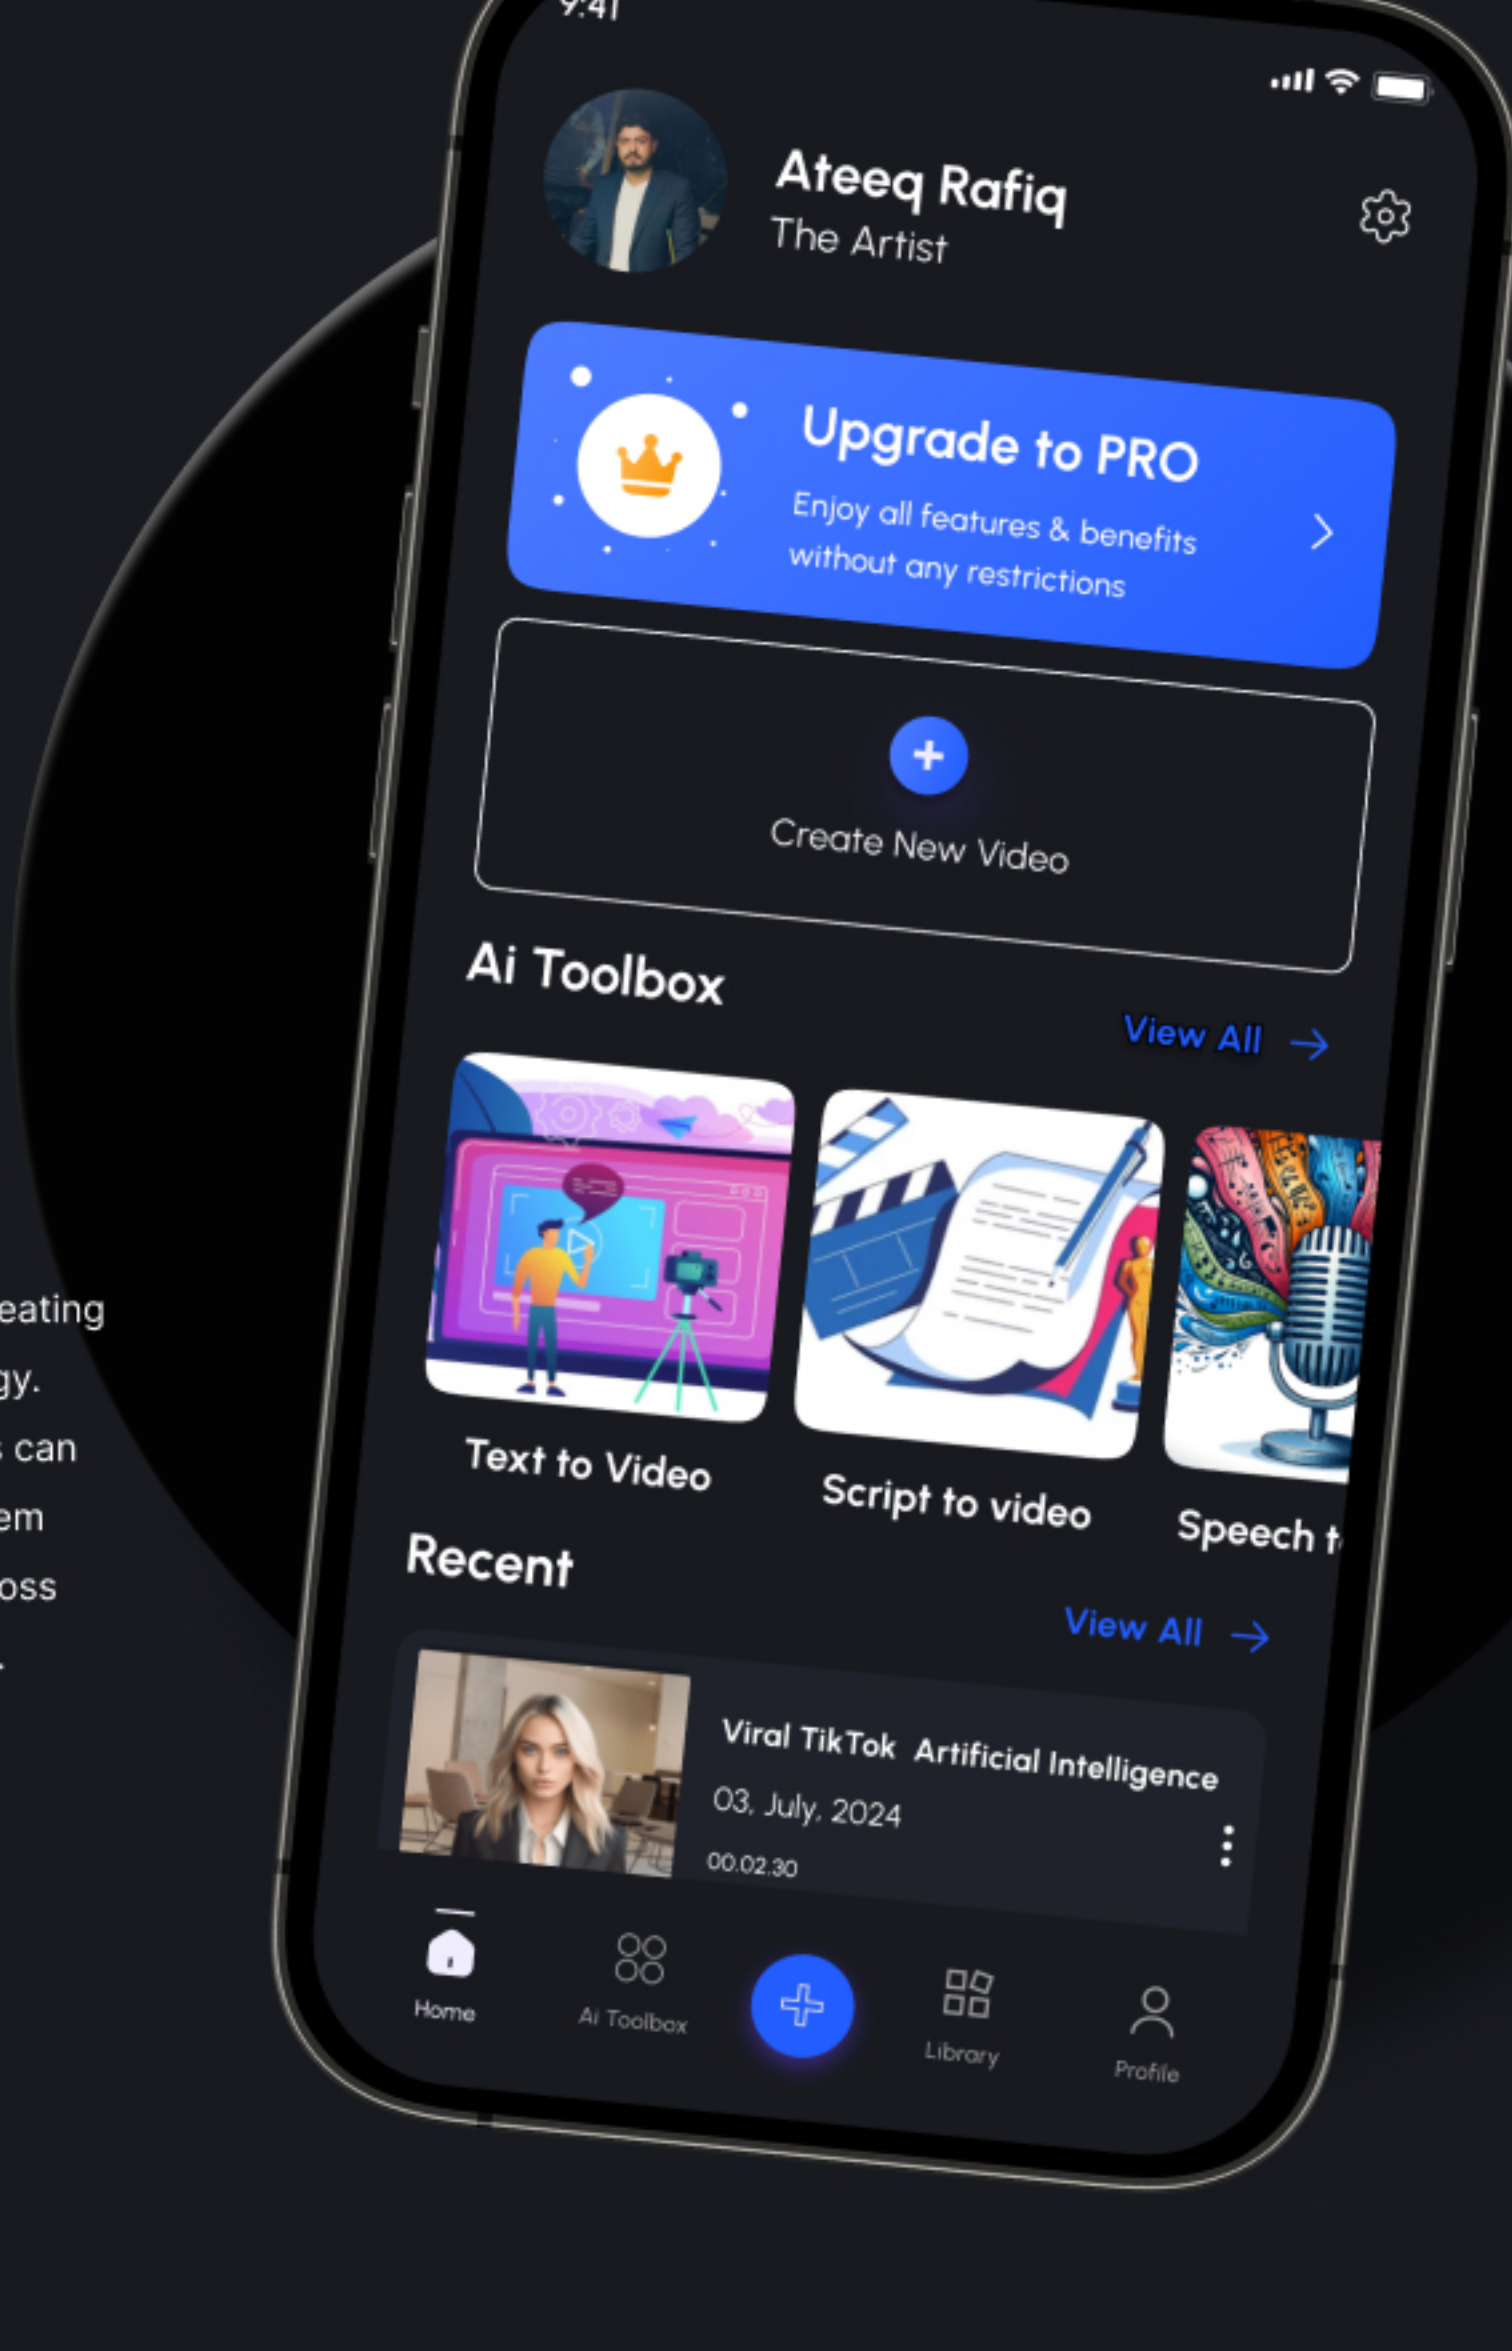 9:41
Ateeq Rafiq
The Artist
Upgrade to PRO
Enjoy all features & benefits
without any restrictions
Create New Video
Ai Toolbox
View All
Text to Video
Script to video
Speech t
Recent
View All
Viral TikTok Artificial Intelligence
03, July, 2024
00.02.30
Home
Ai Toolbox
Library
Profile
eating
gy.
s can
em
oss
.